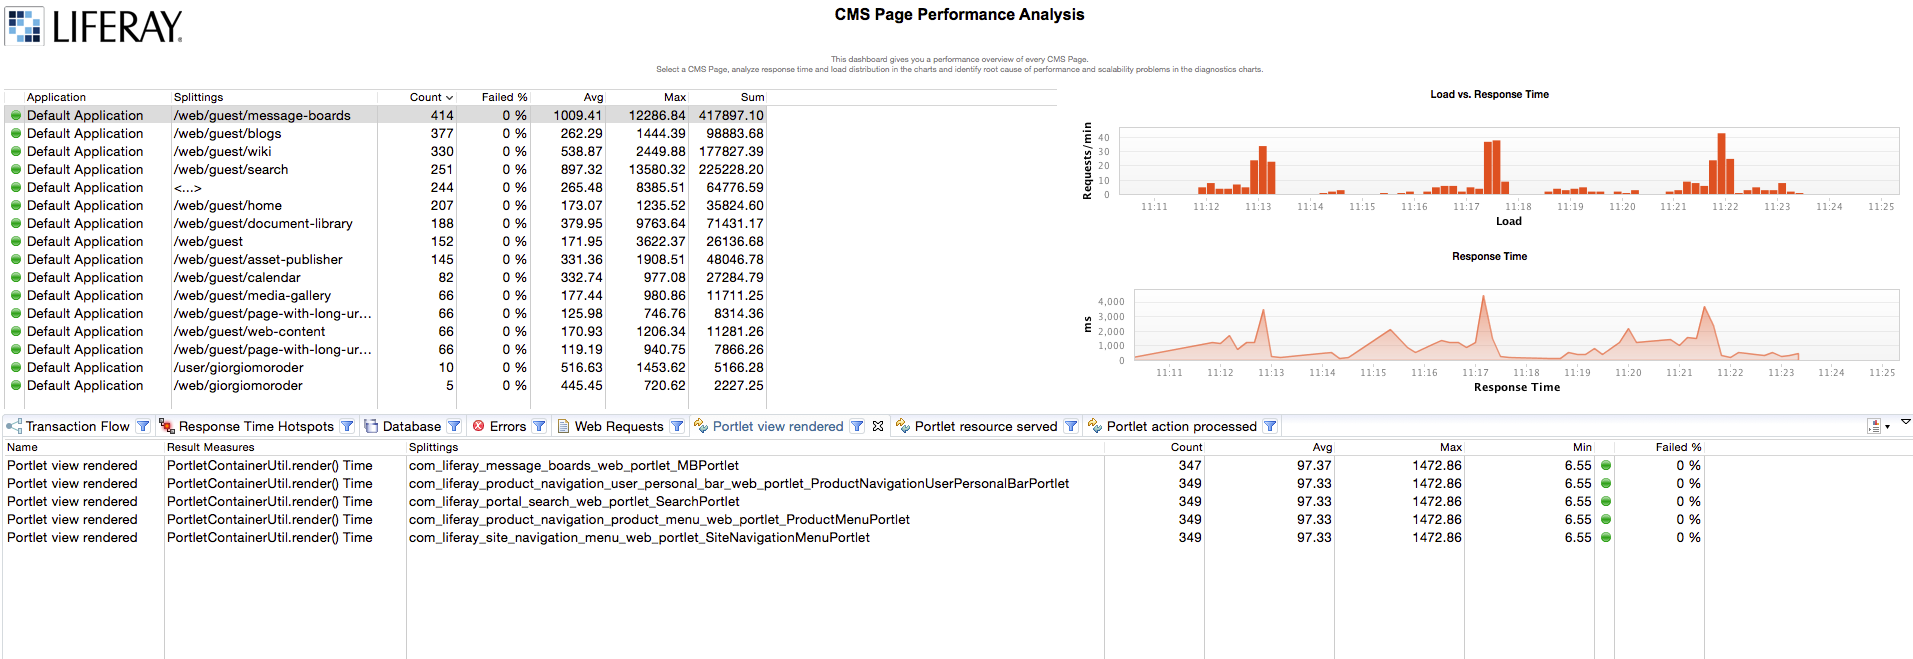 LIFERAY.
CMS Page Performance Analysis
This dashboard gives you a performance overview of every CMS Page.
Select a CMS Page, analyze response time and load distribution in the charts and identify root cause of performance and scalability problems in the diagnostics charts.
Application Splittings Count Failed % Avg Max Sum
Default Application /web/guest/message-boards 414 0 % 1009.41 12286.84 417897.10
Default Application /web/guest/blogs 377 0 % 262.29 1444.39 98883.68
Default Application /web/guest/wiki 330 0 % 538.87 2449.88 177827.39
Default Application /web/guest/search 251 0 % 897.32 13580.32 225228.20
Default Application <...> 244 0 % 265.48 8385.51 64776.59
Default Application /web/guest/home 207 0 % 173.07 1235.52 35824.60
Default Application /web/guest/document-library 188 0 % 379.95 9763.64 71431.17
Default Application /web/guest 152 0 % 171.95 3622.37 26136.68
Default Application /web/guest/asset-publisher 145 0 % 331.36 1908.51 48046.78
Default Application /web/guest/calendar 82 0 % 332.74 977.08 27284.79
Default Application /web/guest/media-gallery 66 0 % 177.44 980.86 11711.25
Default Application /web/guest/page-with-long-ur... 66 0 % 125.98 746.76 8314.36
Default Application /web/guest/web-content 66 0 % 170.93 1206.34 11281.26
Default Application /web/guest/page-with-long-ur... 66 0 % 119.19 940.75 7866.26
Default Application /user/giorgiomoroder 10 0 % 516.63 1453.62 5166.28
Default Application /web/giorgiomoroder 5 0 % 445.45 720.62 2227.25
Load vs. Response Time
Requests/min
40
30
20
10
0
11:11 11:12 11:13 11:14 11:15 11:16 11:17 11:18 11:19 11:20 11:21 11:22 11:23 11:24 11:25
Load
Response Time
ms
4,000
3,000
2,000
1,000
0
11:11 11:12 11:13 11:14 11:15 11:16 11:17 11:18 11:19 11:20 11:21 11:22 11:23 11:24 11:25
Response Time
Transaction Flow Response Time Hotspots Database Errors Web Requests Portlet view rendered Portlet resource served Portlet action processed
Name Result Measures Splittings Count Avg Max Min Failed %
Portlet view rendered PortletContainerUtil.render() Time com_liferay_message_boards_web_portlet_MBPortlet 347 97.37 1472.86 6.55 0 %
Portlet view rendered PortletContainerUtil.render() Time com_liferay_product_navigation_user_personal_bar_web_portlet_ProductNavigationUserPersonalBarPortlet 349 97.33 1472.86 6.55 0 %
Portlet view rendered PortletContainerUtil.render() Time com_liferay_portal_search_web_portlet_SearchPortlet 349 97.33 1472.86 6.55 0 %
Portlet view rendered PortletContainerUtil.render() Time com_liferay_product_navigation_product_menu_web_portlet_ProductMenuPortlet 349 97.33 1472.86 6.55 0 %
Portlet view rendered PortletContainerUtil.render() Time com_liferay_site_navigation_menu_web_portlet_SiteNavigationMenuPortlet 349 97.33 1472.86 6.55 0 %